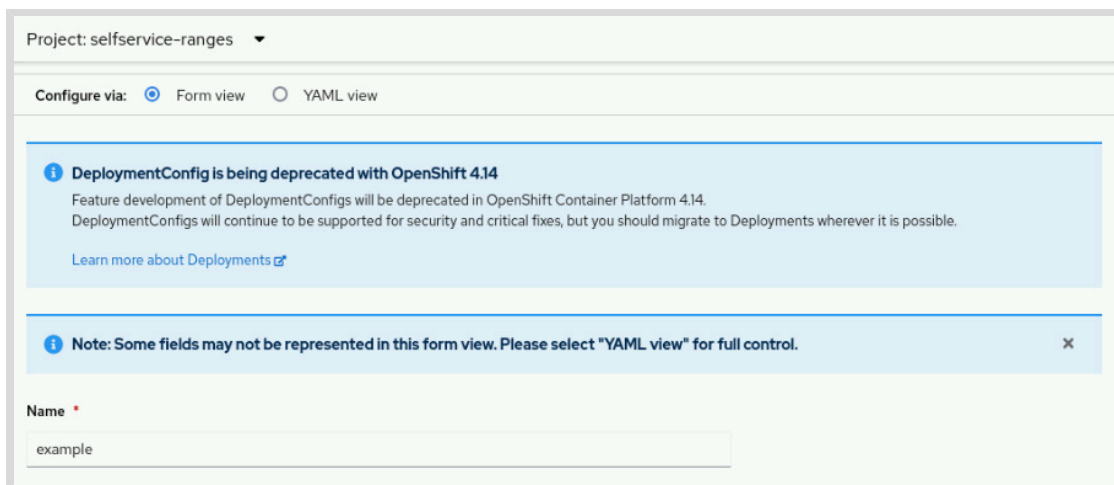 Project: selfservice-ranges
Configure via: Form view YAML view
DeploymentConfig is being deprecated with OpenShift 4.14
Feature development of DeploymentConfigs will be deprecated in OpenShift Container Platform 4.14.
DeploymentConfigs will continue to be supported for security and critical fixes, but you should migrate to Deployments wherever it is possible.
Learn more about Deployments
Note: Some fields may not be represented in this form view. Please select "YAML view" for full control.
Name *
example